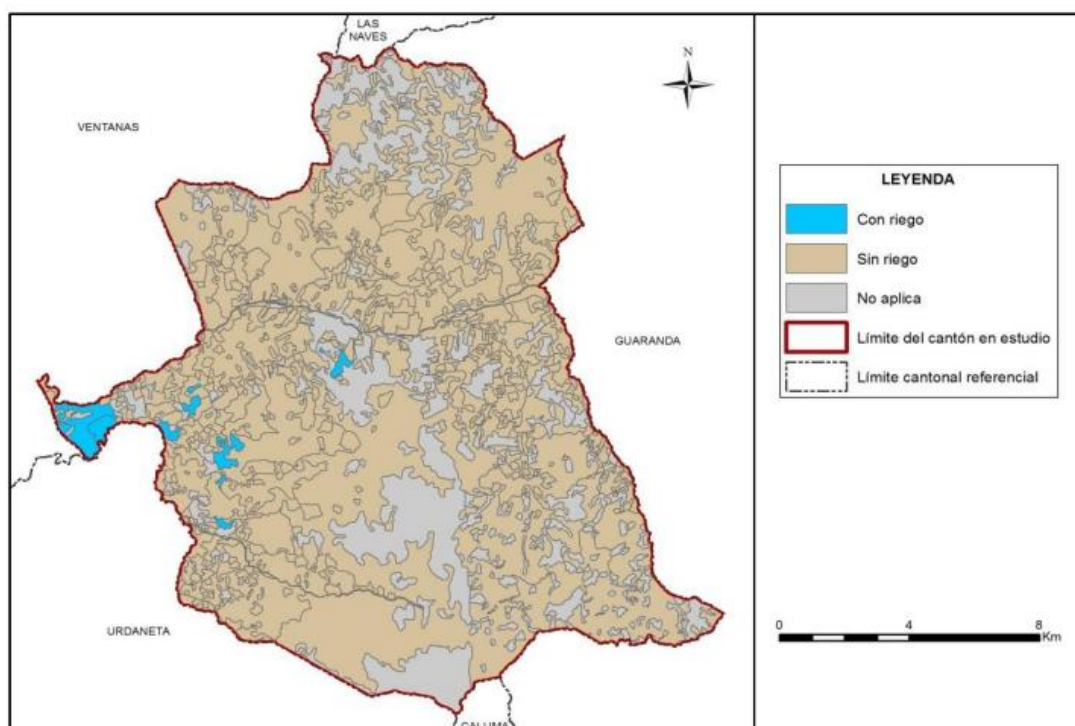 LAS
NAVES
N
VENTANAS
LEYENDA
Con riego
Sin riego
No aplica
Límite del cantón en estudio
Límite cantonal referencial
GUARANDA
URDANETA
0 4 8
Km
CALUMA